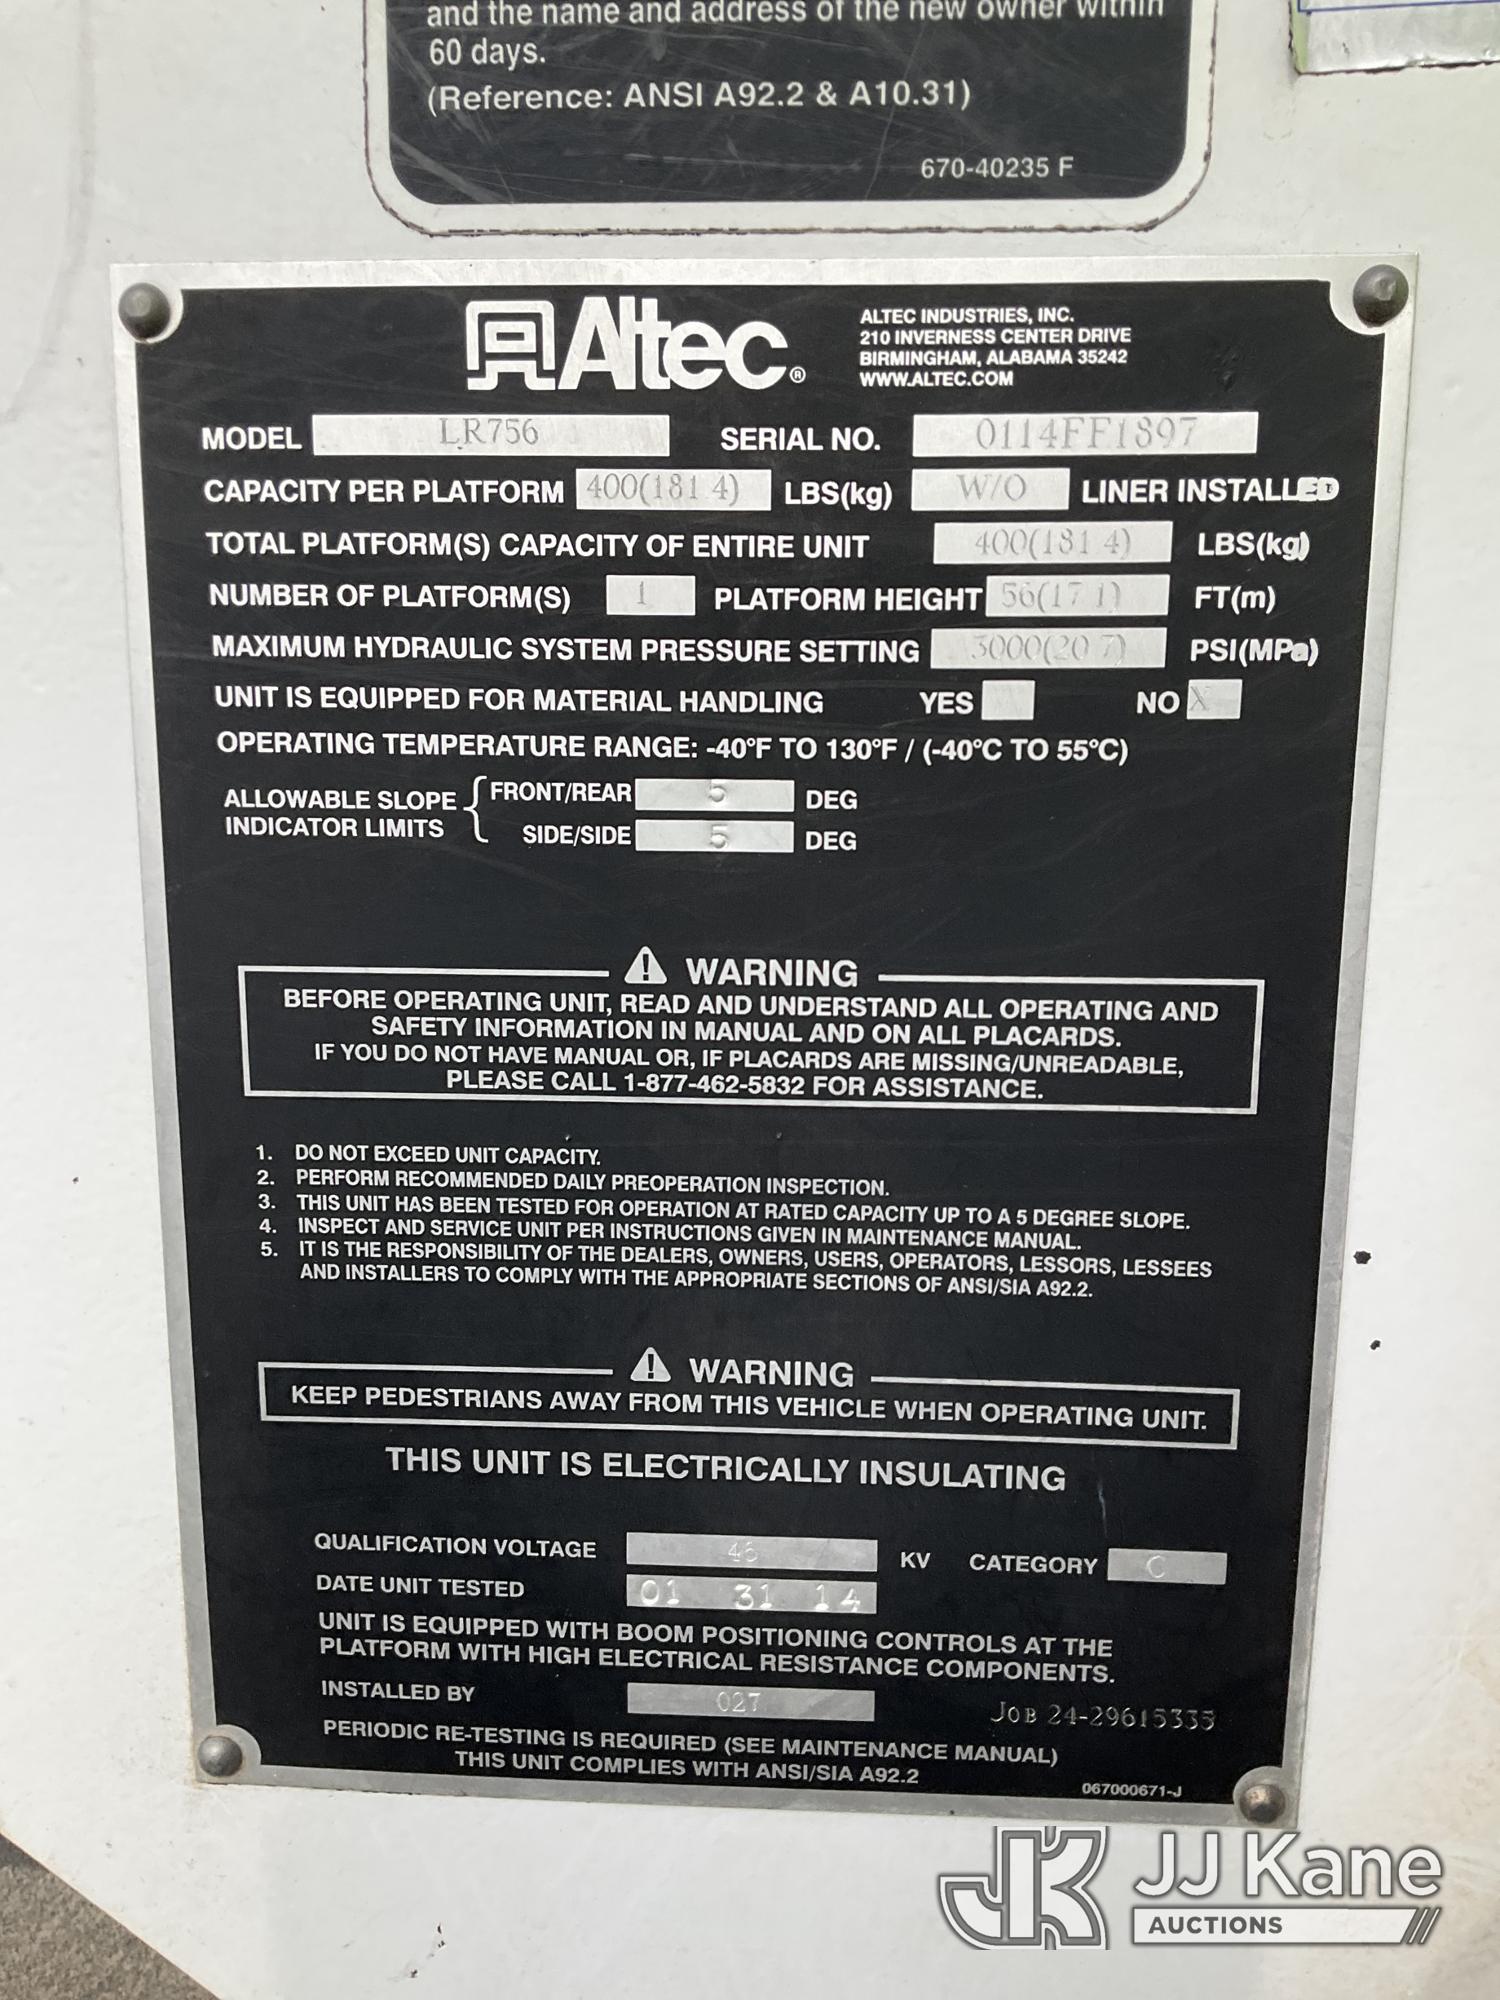 and the name and address of the new owner within
60 days.
(Reference: ANSI A92.2 & A10.31)
670-40235 F
Altec®
ALTEC INDUSTRIES, INC.
210 INVERNESS CENTER DRIVE
BIRMINGHAM, ALABAMA 35242
WWW.ALTEC.COM
MODEL LR756 SERIAL NO. 0114FF1897
CAPACITY PER PLATFORM 400(181 4) LBS(kg) W/O LINER INSTALLED
TOTAL PLATFORM(S) CAPACITY OF ENTIRE UNIT 400(181 4) LBS(kg)
NUMBER OF PLATFORM(S) 1 PLATFORM HEIGHT 56(17 1) FT(m)
MAXIMUM HYDRAULIC SYSTEM PRESSURE SETTING 3000(20 7) PSI(MPa)
UNIT IS EQUIPPED FOR MATERIAL HANDLING YES NO X
OPERATING TEMPERATURE RANGE: -40°F TO 130°F / (-40°C TO 55°C)
ALLOWABLE SLOPE INDICATOR LIMITS
FRONT/REAR 5 DEG
SIDE/SIDE 5 DEG
WARNING
BEFORE OPERATING UNIT, READ AND UNDERSTAND ALL OPERATING AND
SAFETY INFORMATION IN MANUAL AND ON ALL PLACARDS.
IF YOU DO NOT HAVE MANUAL OR, IF PLACARDS ARE MISSING/UNREADABLE,
PLEASE CALL 1-877-462-5832 FOR ASSISTANCE.
1. DO NOT EXCEED UNIT CAPACITY.
2. PERFORM RECOMMENDED DAILY PREOPERATION INSPECTION.
3. THIS UNIT HAS BEEN TESTED FOR OPERATION AT RATED CAPACITY UP TO A 5 DEGREE SLOPE.
4. INSPECT AND SERVICE UNIT PER INSTRUCTIONS GIVEN IN MAINTENANCE MANUAL.
5. IT IS THE RESPONSIBILITY OF THE DEALERS, OWNERS, USERS, OPERATORS, LESSORS, LESSEES
AND INSTALLERS TO COMPLY WITH THE APPROPRIATE SECTIONS OF ANSI/SIA A92.2.
WARNING
KEEP PEDESTRIANS AWAY FROM THIS VEHICLE WHEN OPERATING UNIT.
THIS UNIT IS ELECTRICALLY INSULATING
QUALIFICATION VOLTAGE 46 KV CATEGORY C
DATE UNIT TESTED 01 31 14
UNIT IS EQUIPPED WITH BOOM POSITIONING CONTROLS AT THE
PLATFORM WITH HIGH ELECTRICAL RESISTANCE COMPONENTS.
INSTALLED BY 027 JOB 24-29615335
PERIODIC RE-TESTING IS REQUIRED (SEE MAINTENANCE MANUAL)
THIS UNIT COMPLIES WITH ANSI/SIA A92.2
067000671-J
JK JJ Kane
AUCTIONS